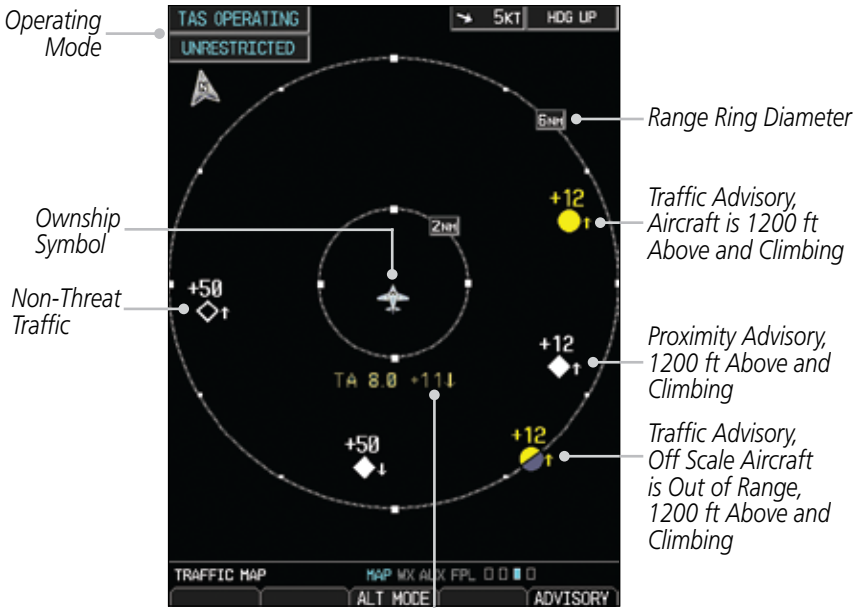 Operating
Mode
TAS OPERATING
UNRESTRICTED
5KT
HDG UP
N
6NM
Range Ring Diameter
+12
Traffic Advisory,
Aircraft is 1200 ft
Above and Climbing
Ownship
Symbol
2NM
+50
Non-Threat
Traffic
+12
Proximity Advisory,
1200 ft Above and
Climbing
TA 8.0 +11↓
+50
+12
Traffic Advisory,
Off Scale Aircraft
is Out of Range,
1200 ft Above and
Climbing
TRAFFIC MAP
MAP WX AUX FPL
ALT MODE
ADVISORY